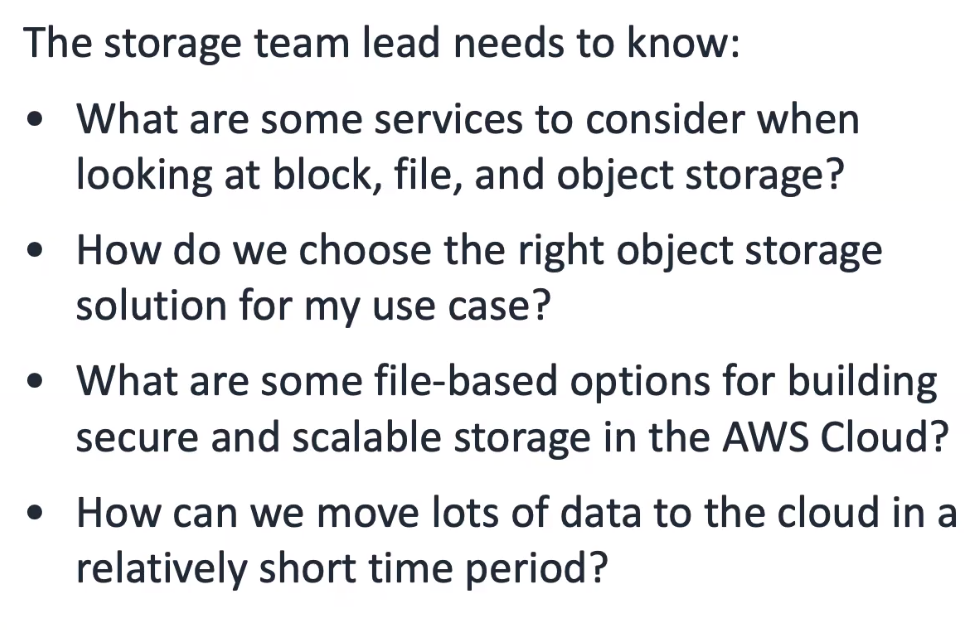 The storage team lead needs to know:
• What are some services to consider when
looking at block, file, and object storage?
• How do we choose the right object storage
solution for my use case?
• What are some file-based options for building
secure and scalable storage in the AWS Cloud?
• How can we move lots of data to the cloud in a
relatively short time period?